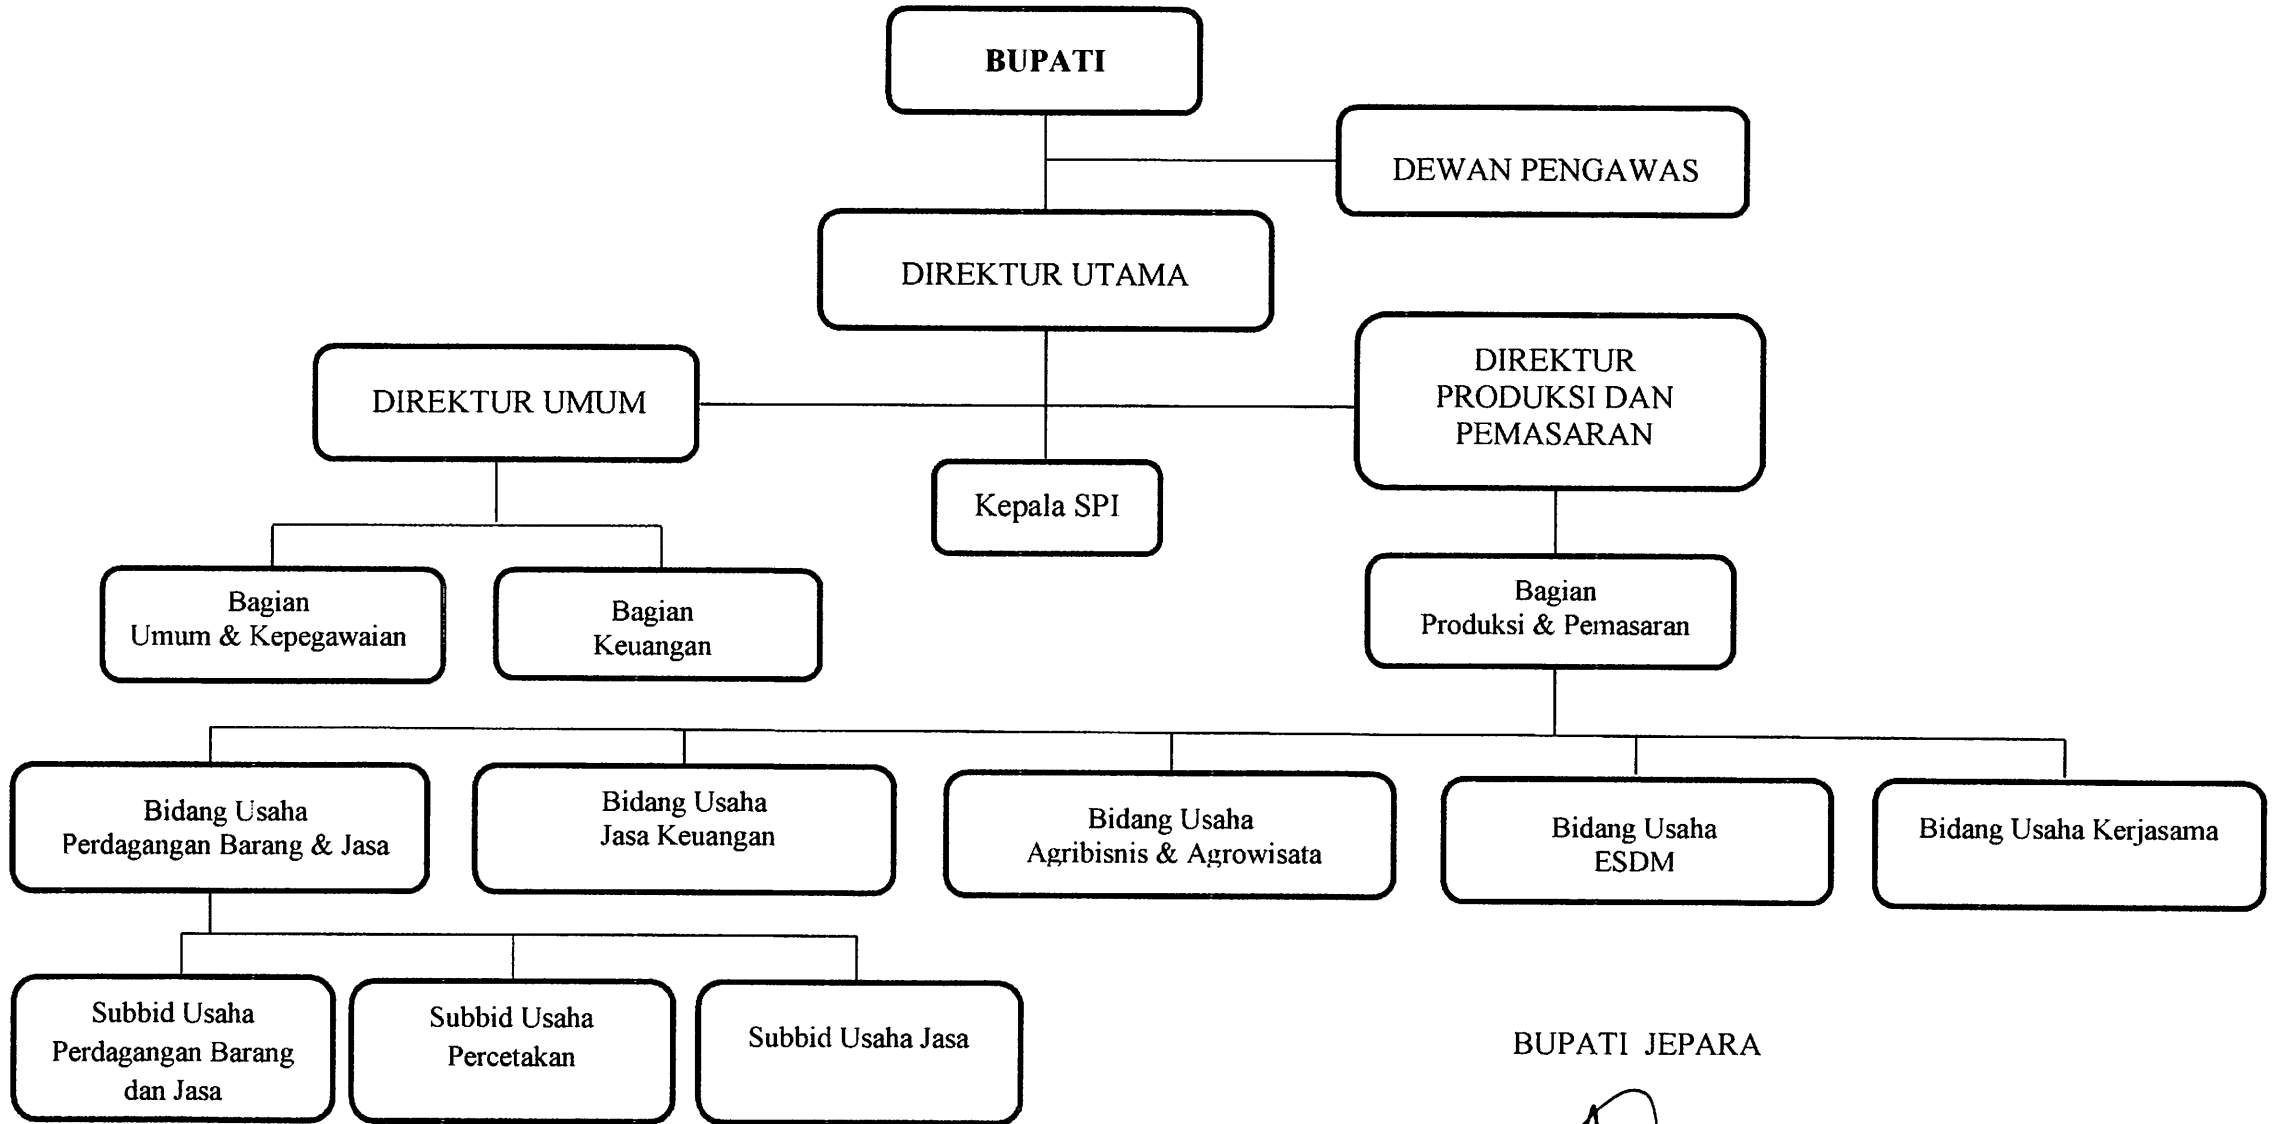 BUPATI
DEWAN PENGAWAS
DIREKTUR UTAMA
DIREKTUR UMUM
DIREKTUR
PRODUKSI DAN
PEMASARAN
Kepala SPI
Bagian
Umum & Kepegawaian
Bagian
Keuangan
Bagian
Produksi & Pemasaran
Bidang Usaha
Perdagangan Barang & Jasa
Bidang Usaha
Jasa Keuangan
Bidang Usaha
Agribisnis & Agrowisata
Bidang Usaha
ESDM
Bidang Usaha Kerjasama
Subbid Usaha
Perdagangan Barang
dan Jasa
Subbid Usaha
Percetakan
Subbid Usaha Jasa
BUPATI JEPARA